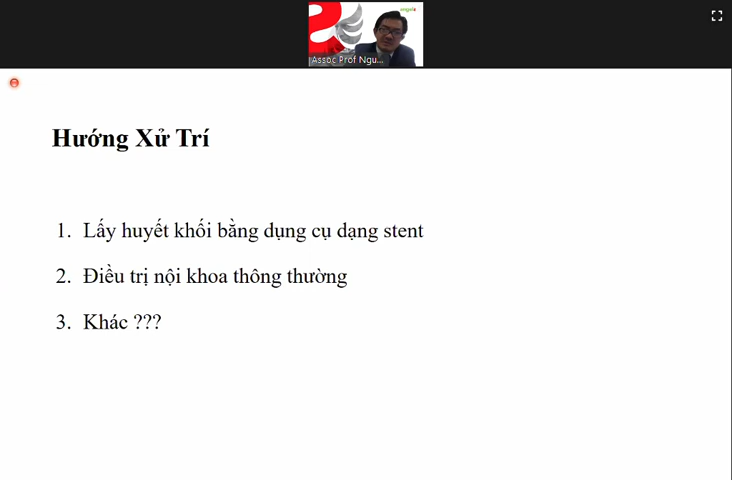 angels
Assoc Prof Ngu...
Hướng Xử Trí
1. Lấy huyết khối bằng dụng cụ dạng stent
2. Điều trị nội khoa thông thường
3. Khác ???